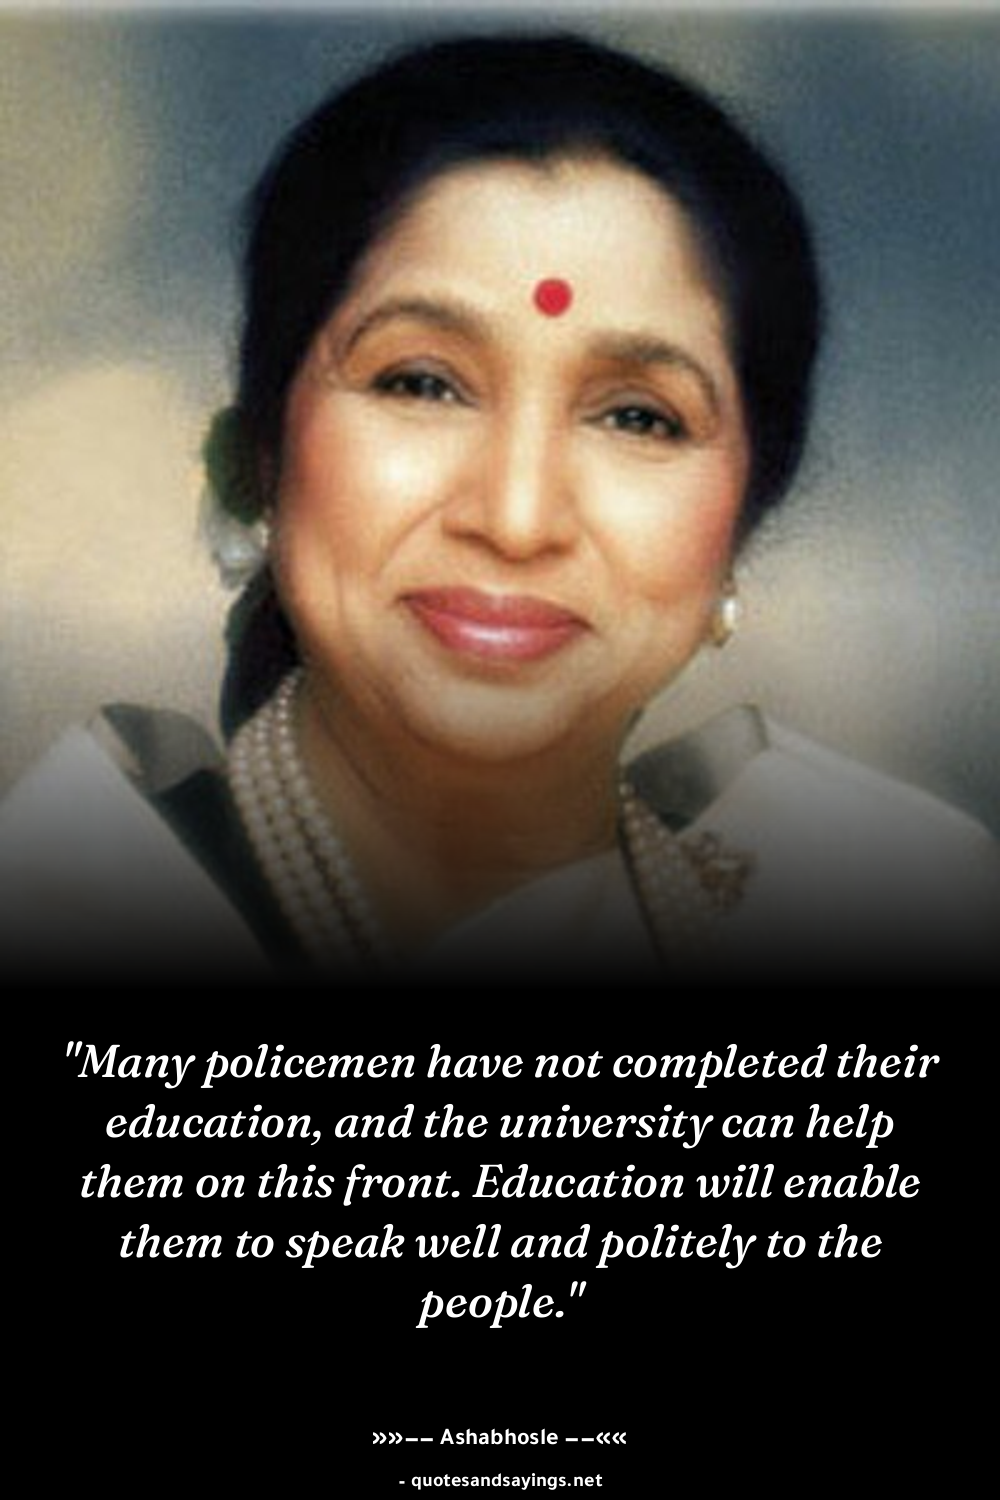 "Many policemen have not completed their
education, and the university can help
them on this front. Education will enable
them to speak well and politely to the
people."
»»–– Ashabhosle ––««
- quotesandsayings.net